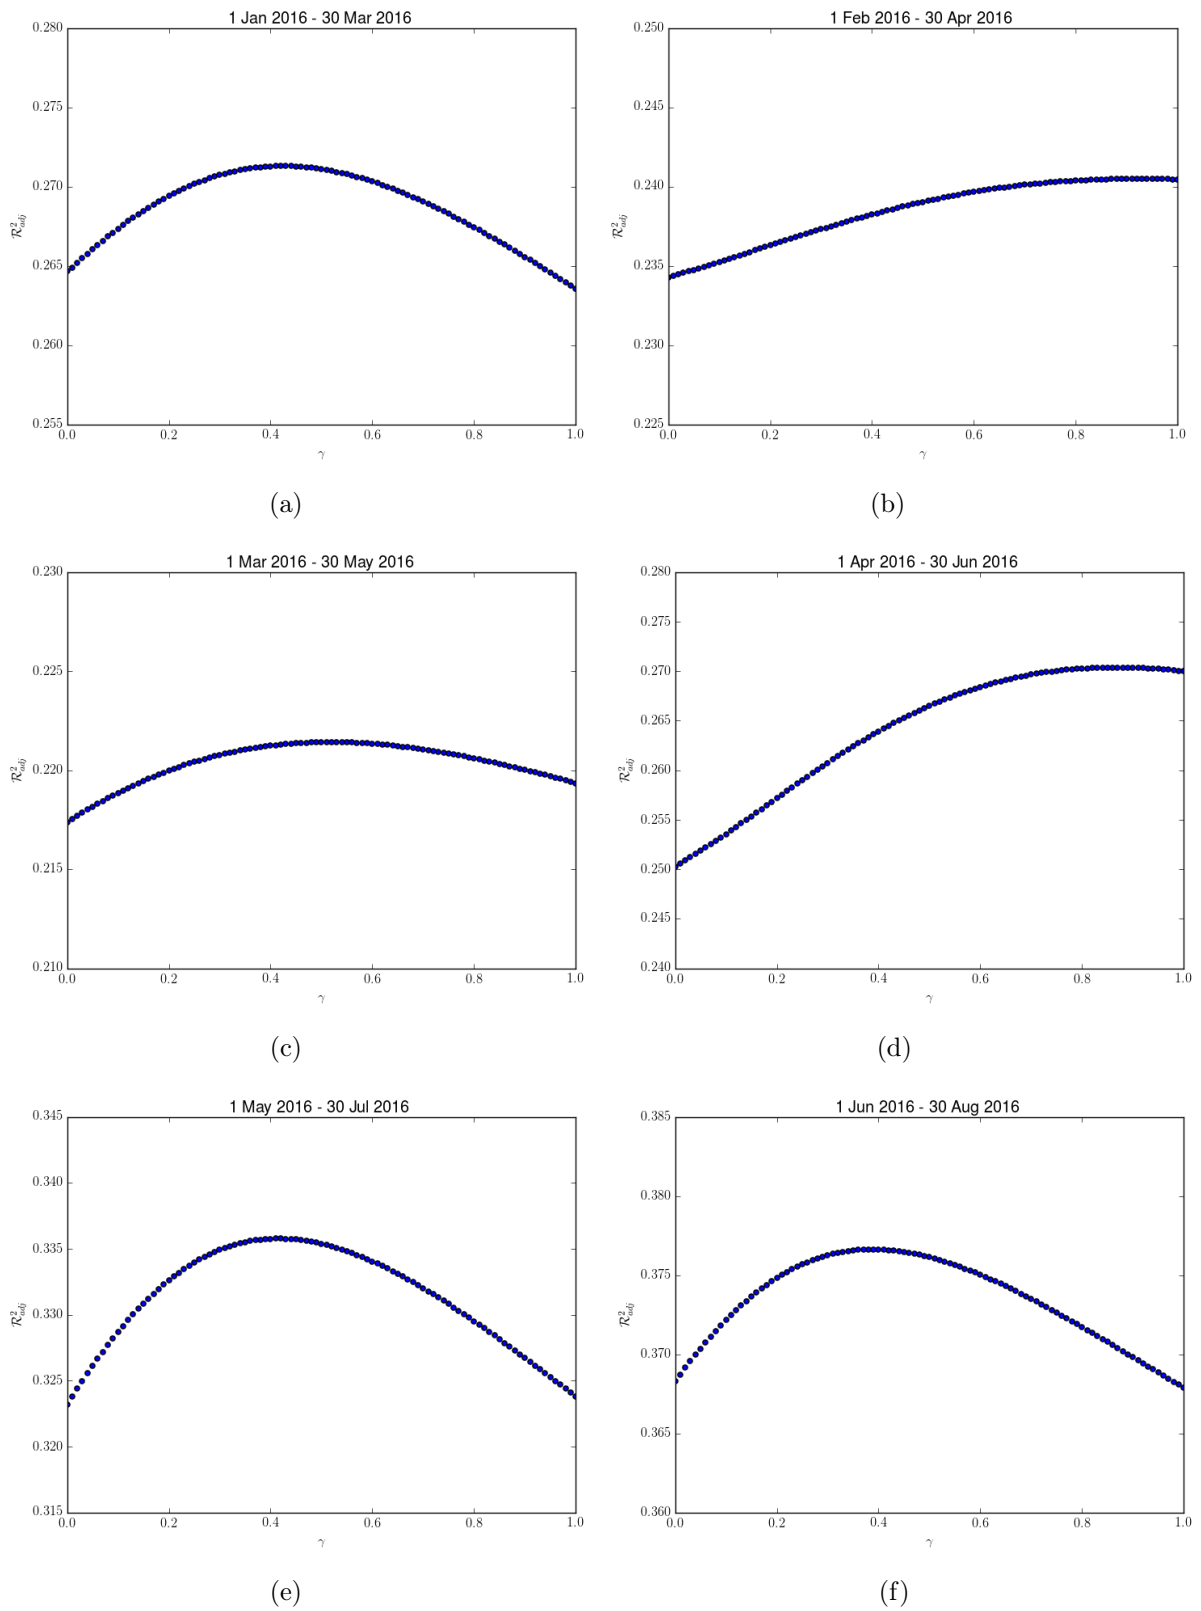 1 Jan 2016 - 30 Mar 2016
0.280
0.275
0.270
0.265
0.260
0.255
R²adj
0.0 0.2 0.4 0.6 0.8 1.0
γ
(a)
1 Feb 2016 - 30 Apr 2016
0.250
0.245
0.240
0.235
0.230
0.225
R²adj
0.0 0.2 0.4 0.6 0.8 1.0
γ
(b)
1 Mar 2016 - 30 May 2016
0.230
0.225
0.220
0.215
0.210
R²adj
0.0 0.2 0.4 0.6 0.8 1.0
γ
(c)
1 Apr 2016 - 30 Jun 2016
0.280
0.275
0.270
0.265
0.260
0.255
0.250
0.245
0.240
R²adj
0.0 0.2 0.4 0.6 0.8 1.0
γ
(d)
1 May 2016 - 30 Jul 2016
0.345
0.340
0.335
0.330
0.325
0.320
0.315
R²adj
0.0 0.2 0.4 0.6 0.8 1.0
γ
(e)
1 Jun 2016 - 30 Aug 2016
0.385
0.380
0.375
0.370
0.365
0.360
R²adj
0.0 0.2 0.4 0.6 0.8 1.0
γ
(f)